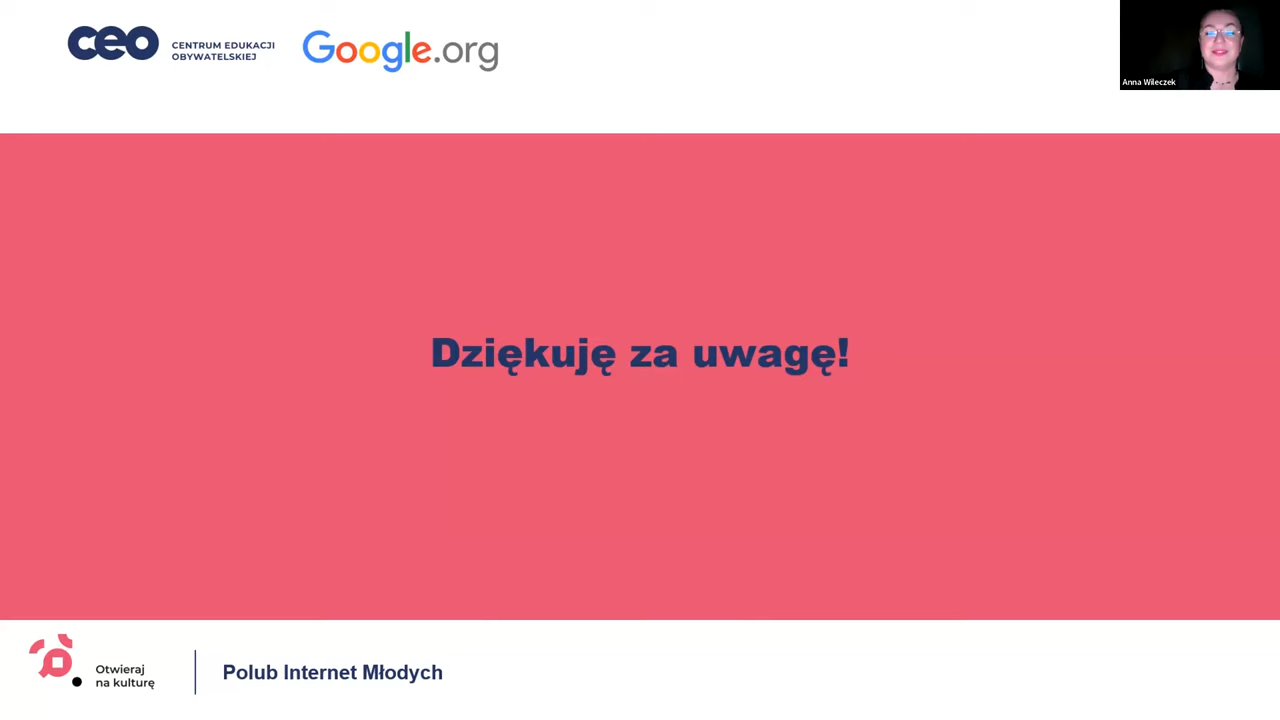 ceo
CENTRUM EDUKACJI
OBYWATELSKIEJ
Google.org
Anna Wileczek
Dziękuję za uwagę!
Otwieraj
na kulturę
Polub Internet Młodych